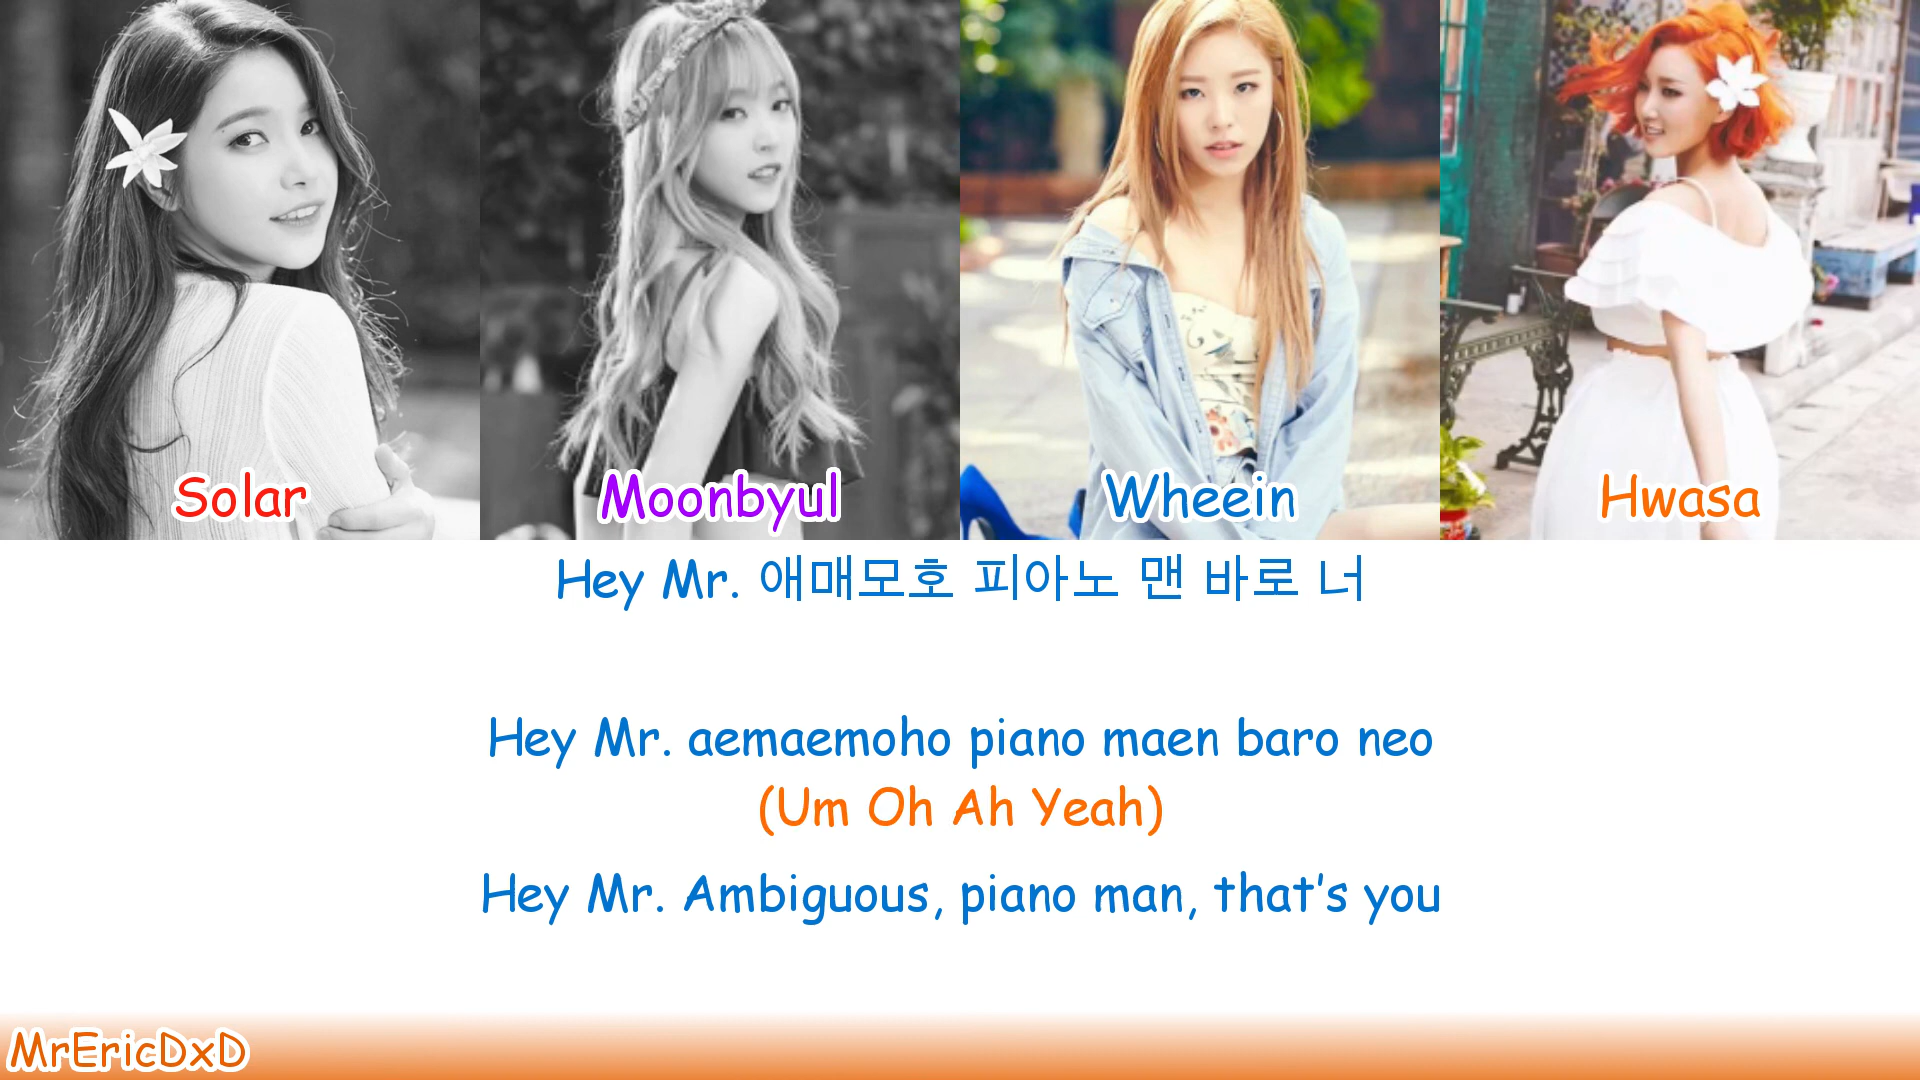 Solar
Moonbyul
Wheein
Hwasa
Hey Mr. 애매모호 피아노 맨 바로 너
Hey Mr. aemaemoho piano maen baro neo
(Um Oh Ah Yeah)
Hey Mr. Ambiguous, piano man, that's you
MrEricDxD